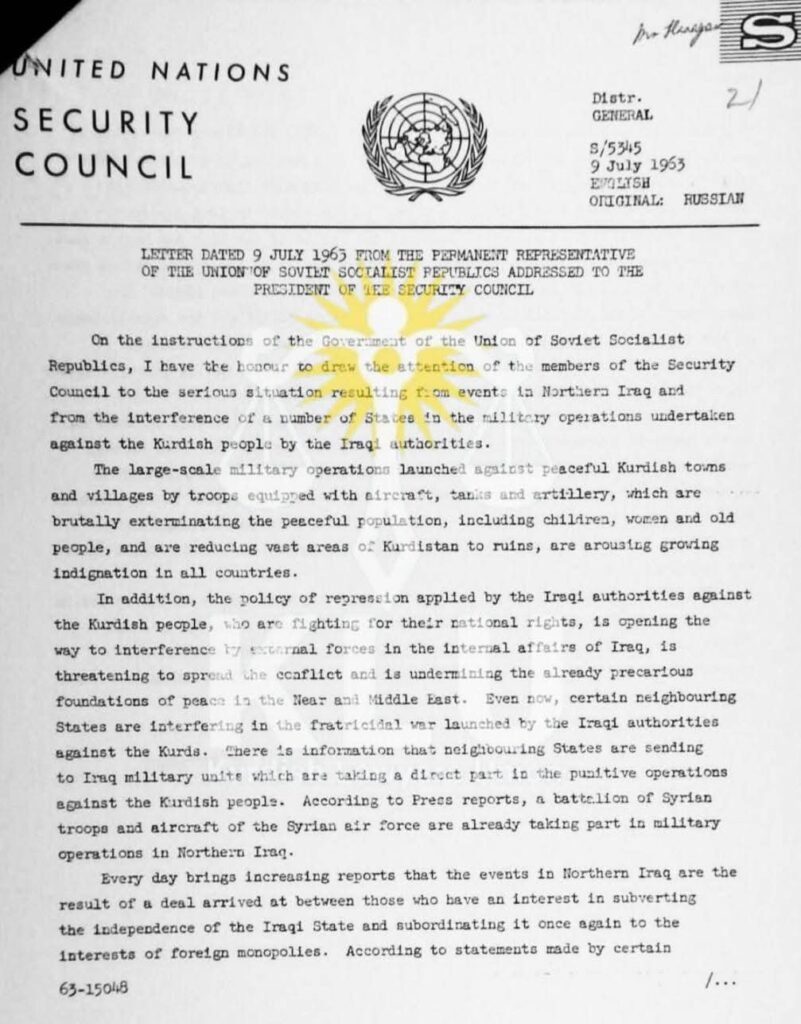 S
UNITED NATIONS
SECURITY
COUNCIL
21
Distr.
GENERAL
S/5345
9 July 1963
ENGLISH
ORIGINAL: RUSSIAN
LETTER DATED 9 JULY 1963 FROM THE PERMANENT REPRESENTATIVE
OF THE UNION OF SOVIET SOCIALIST REPUBLICS ADDRESSED TO THE
PRESIDENT OF THE SECURITY COUNCIL
On the instructions of the Government of the Union of Soviet Socialist
Republics, I have the honour to draw the attention of the members of the Security
Council to the serious situation resulting from events in Northern Iraq and
from the interference of a number of States in the military operations undertaken
against the Kurdish people by the Iraqi authorities.
The large-scale military operations launched against peaceful Kurdish towns
and villages by troops equipped with aircraft, tanks and artillery, which are
brutally exterminating the peaceful population, including children, women and old
people, and are reducing vast areas of Kurdistan to ruins, are arousing growing
indignation in all countries.
In addition, the policy of repression applied by the Iraqi authorities against
the Kurdish people, who are fighting for their national rights, is opening the
way to interference by external forces in the internal affairs of Iraq, is
threatening to spread the conflict and is undermining the already precarious
foundations of peace in the Near and Middle East. Even now, certain neighbouring
States are interfering in the fratricidal war launched by the Iraqi authorities
against the Kurds. There is information that neighbouring States are sending
to Iraq military units which are taking a direct part in the punitive operations
against the Kurdish people. According to Press reports, a battalion of Syrian
troops and aircraft of the Syrian air force are already taking part in military
operations in Northern Iraq.
Every day brings increasing reports that the events in Northern Iraq are the
result of a deal arrived at between those who have an interest in subverting
the independence of the Iraqi State and subordinating it once again to the
interests of foreign monopolies. According to statements made by certain
63-15048
/...